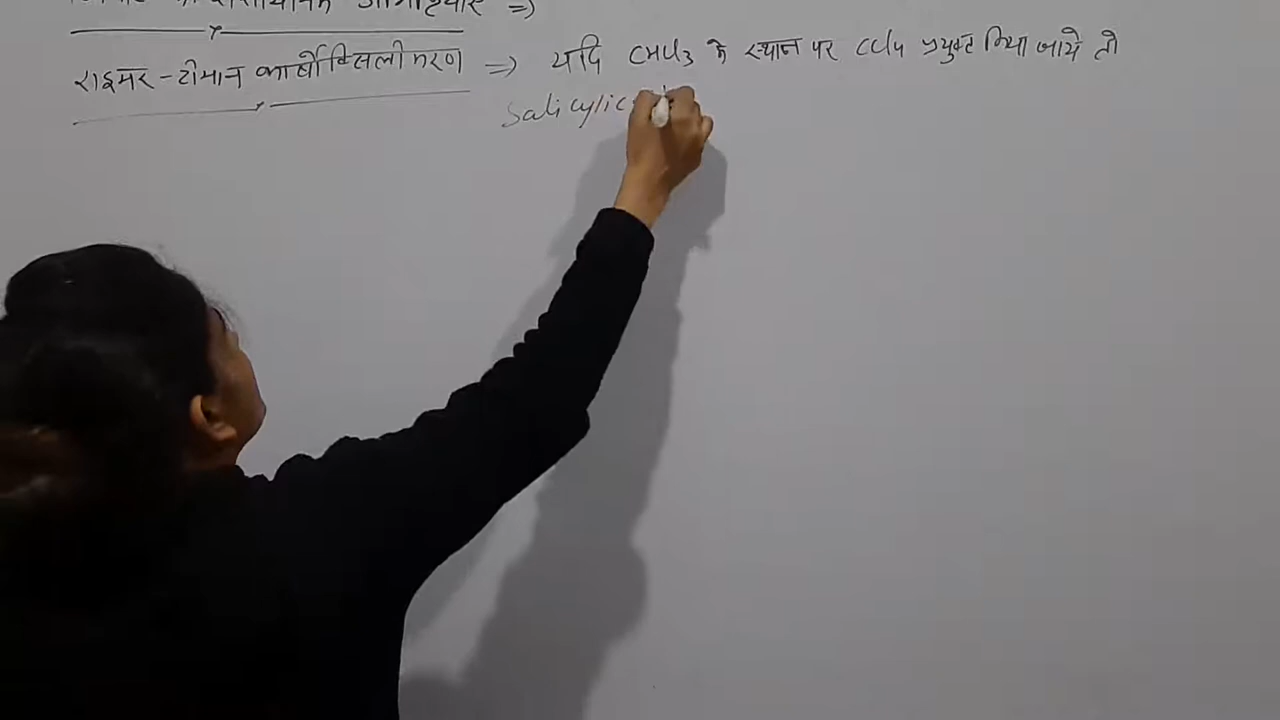 राइमर-टीमान कार्बोक्सिलीकरण => यदि CHCl3 के स्थान पर CCl4 प्रयुक्त किया जाये तो
Salicylic